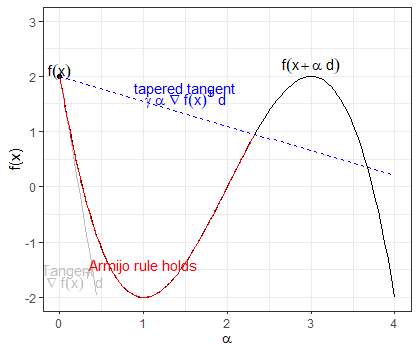 f(x)
f(x + α d)
tapered tangent
γ α ∇ f(x)ᵀ d
Armijo rule holds
Tangent
∇ f(x)ᵀ d
3
2
1
0
-1
-2
f(x)
0 1 2 3 4
α